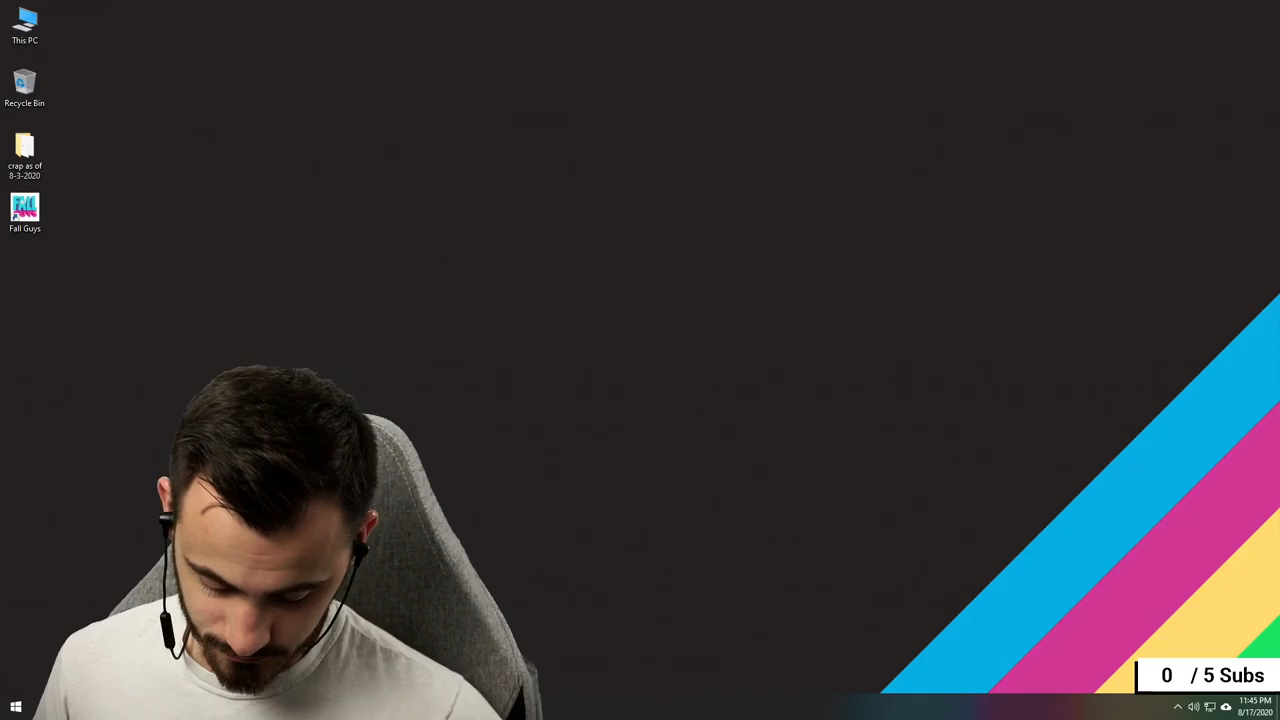 This PC
Recycle Bin
crap as of
8-3-2020
FALL
Fall Guys
0 / 5 Subs
11:45 PM
8/17/2020